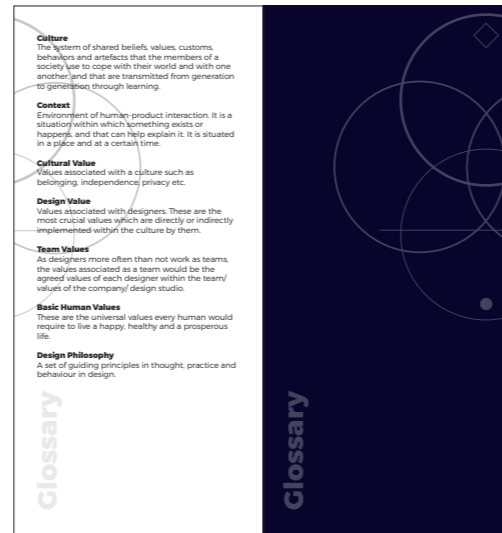 Culture
The system of shared beliefs, values, customs,
behaviors and artefacts that the members of a
society use to cope with their world and with one
another, and that are transmitted from generation
to generation through learning.
Context
Environment of human-product interaction. It is a
situation within which something exists or
happens, and that can help explain it. It is situated
in a place and at a certain time.
Cultural Value
Values associated with a culture such as
belonging, independence, privacy etc.
Design Value
Values associated with designers. These are the
most crucial values which are directly or indirectly
implemented within the culture by them.
Team Values
As designers more often than not work as teams,
the values associated as a team would be the
agreed values of each designer within the team/
values of the company/ design studio.
Basic Human Values
These are the universal values every human would
require to live a happy, healthy and a prosperous
life.
Design Philosophy
A set of guiding principles in thought, practice and
behaviour in design.
Glossary
Glossary